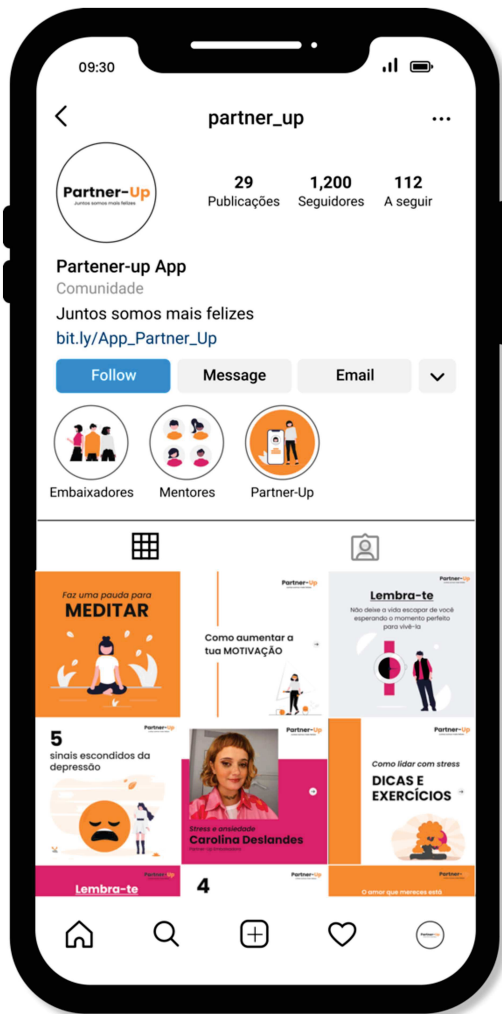 09:30
partner_up
Partner-Up
Juntos somos mais felizes
29 1,200 112
Publicações Seguidores A seguir
Partener-up App
Comunidade
Juntos somos mais felizes
bit.ly/App_Partner_Up
Follow Message Email
Embaixadores Mentores Partner-Up
Faz uma pauda para
MEDITAR
Partner-Up
Como aumentar a
tua MOTIVAÇÃO
Partner-Up
Lembra-te
Não deixe a vida escapar de você
esperando o momento perfeito
para vivê-la
Partner-Up
5
sinais escondidos da
depressão
Partner-Up
Stress e ansiedade
Carolina Deslandes
Partner-Up
Como lidar com stress
DICAS E
EXERCÍCIOS
Partner-Up
Lembra-te
Partner-Up
4
Partner-
O amor que mereces está